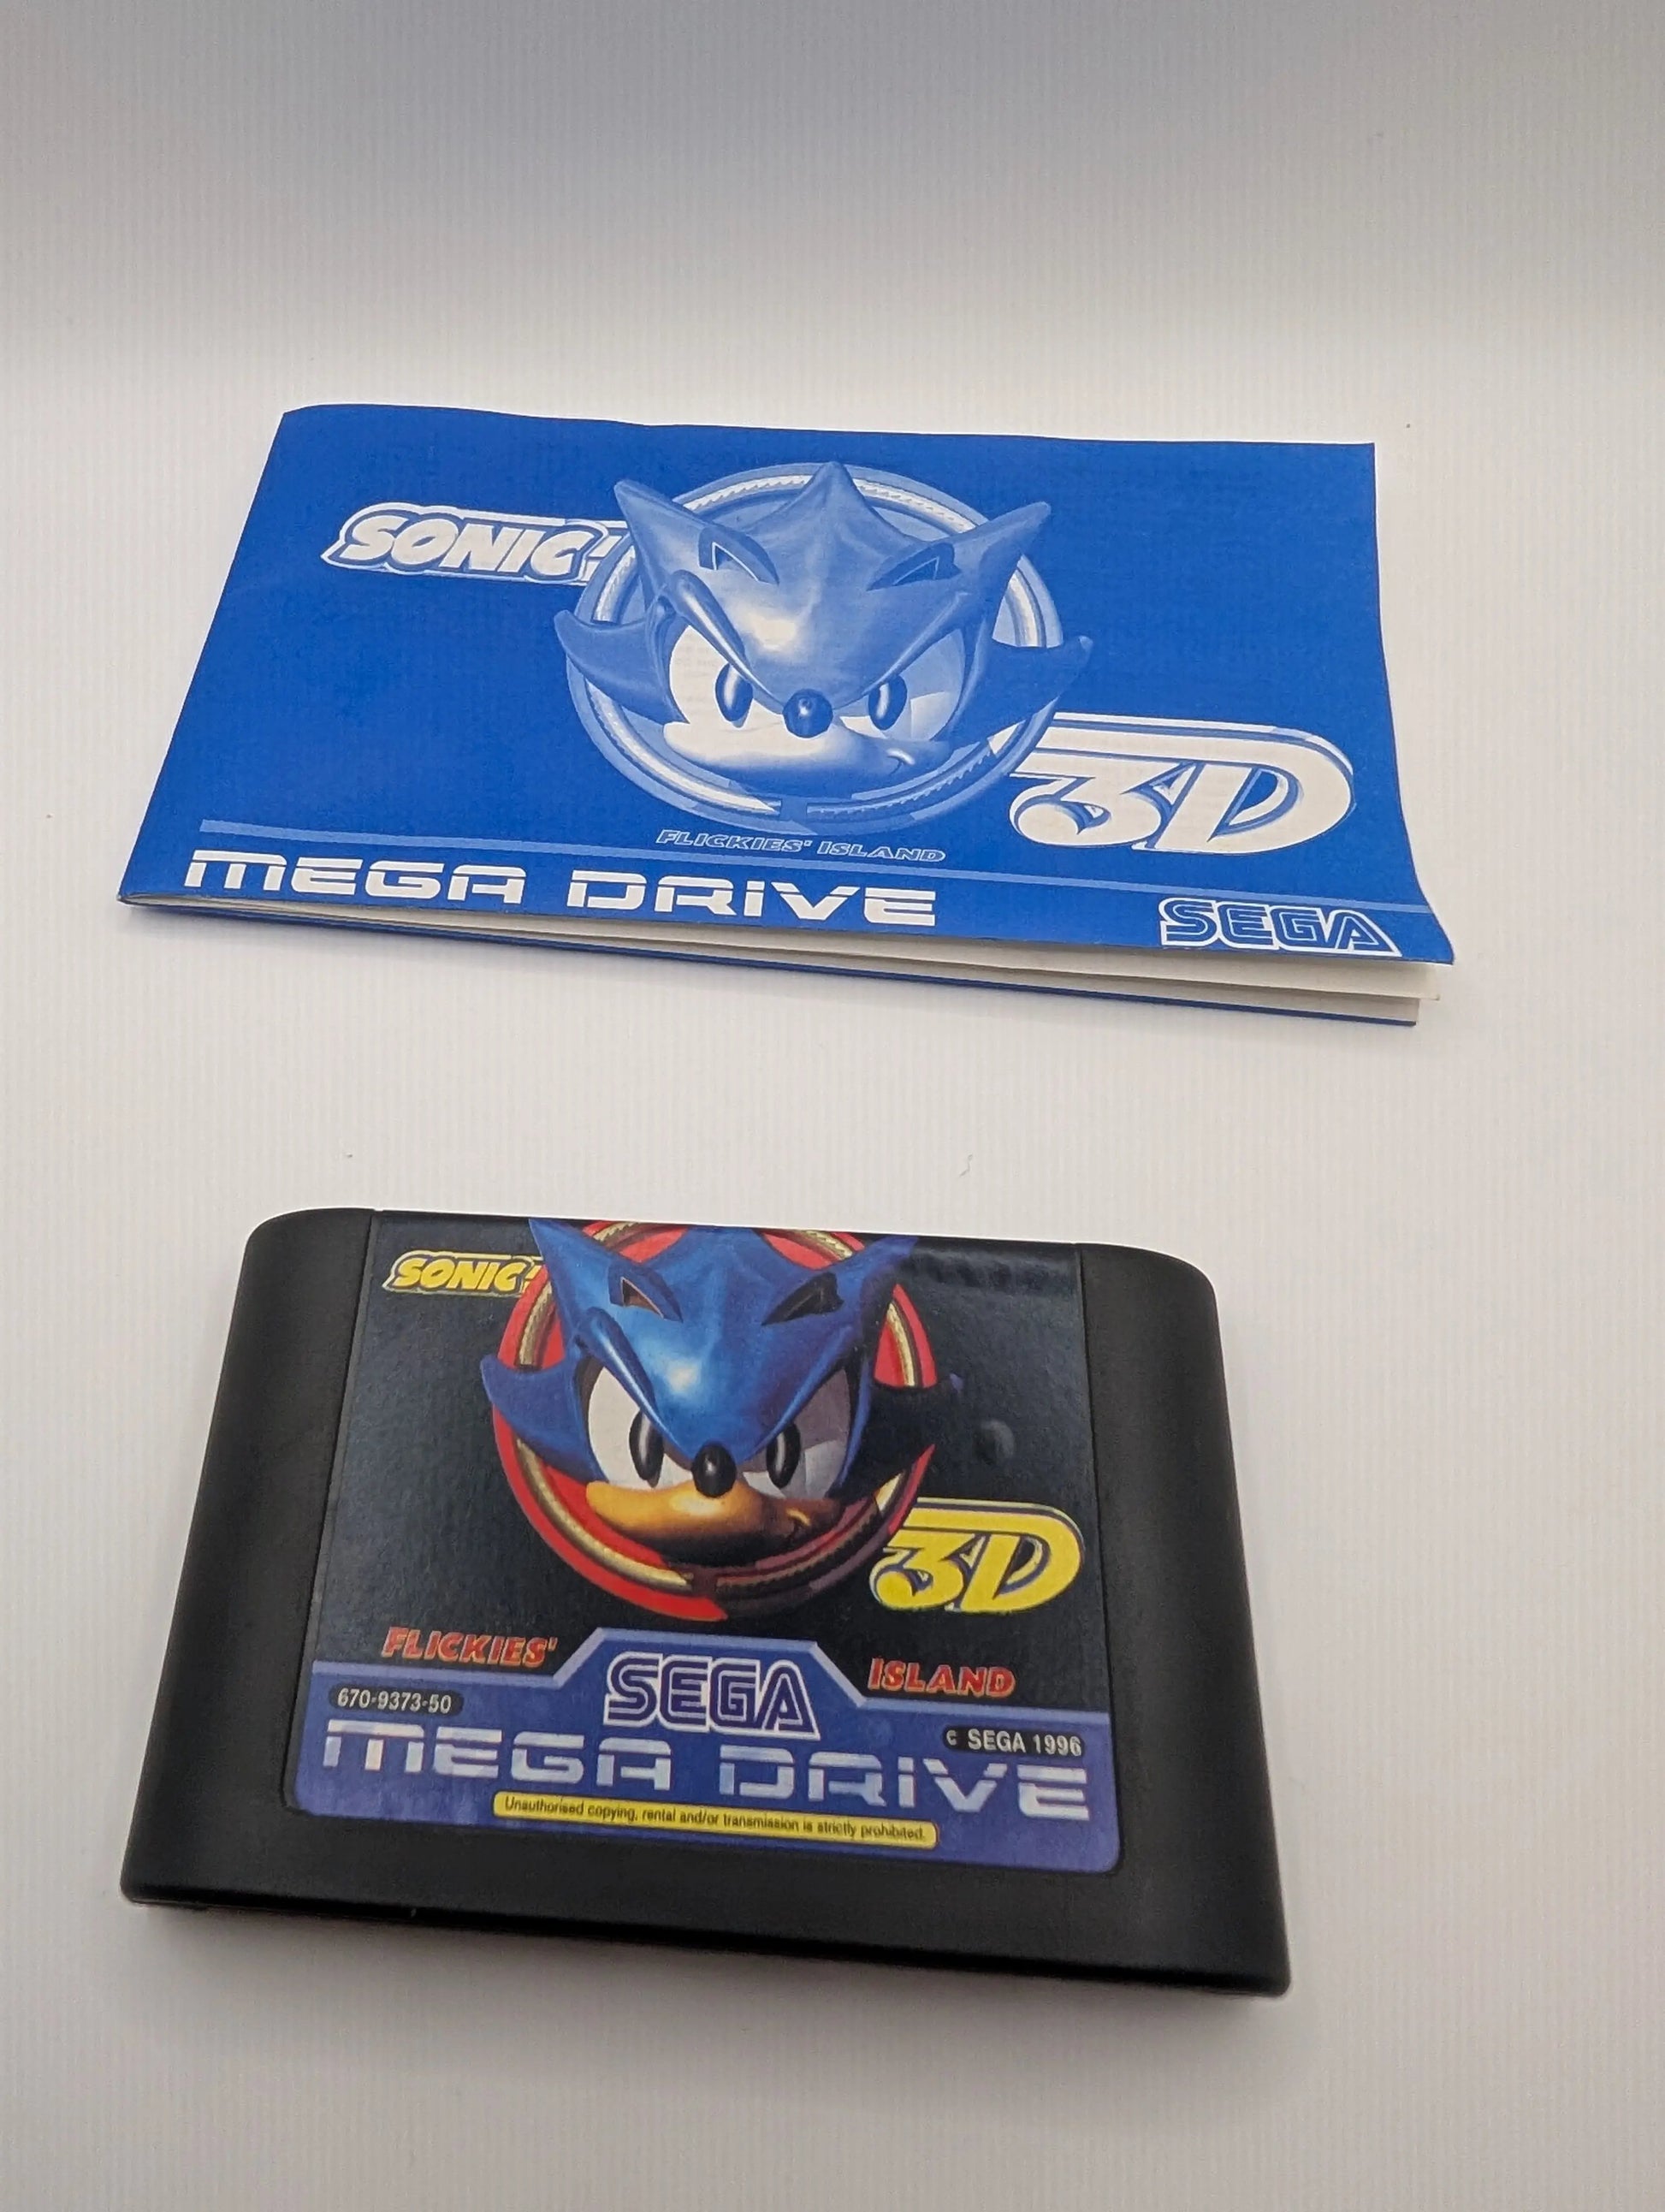 SONIC
3D
FLICKIES' ISLAND
MEGA DRIVE
SEGA
SONIC
3D
FLICKIES' ISLAND
SEGA
670-9373-50
© SEGA 1996
MEGA DRIVE
Unauthorised copying, rental and/or transmission is strictly prohibited.